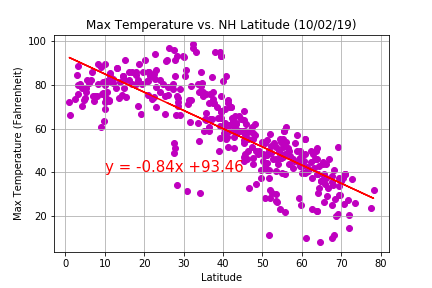 Max Temperature vs. NH Latitude (10/02/19)
100
80
60
40
20
Max Temperature (Fahrenheit)
y = -0.84x +93.46
0 10 20 30 40 50 60 70 80
Latitude